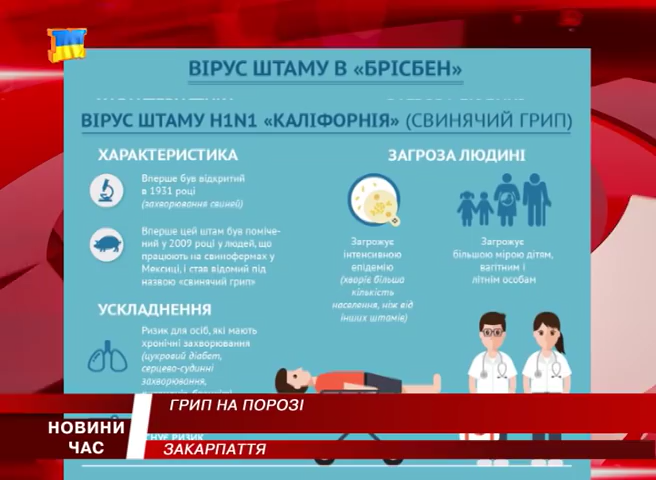 ВІРУС ШТАМУ В «БРІСБЕН»
ВІРУС ШТАМУ H1N1 «КАЛІФОРНІЯ» (СВИНЯЧИЙ ГРИП)
ХАРАКТЕРИСТИКА
Вперше був відкритий
в 1931 році
(захворювання свиней)
Вперше цей штам був поміче-
ний у 2009 році у людей, що
працюють на свинофермах у
Мексиці, і став відомий під
назвою «свинячий грип»
УСКЛАДНЕННЯ
Ризик для осіб, які мають
хронічні захворювання
(цукровий діабет,
серцево-судинні
захворювання,
ЗАГРОЗА ЛЮДИНІ
Загрожує
інтенсивною
епідемію
(хворіє більша
кількість
населення, ніж від
інших штамів)
Загрожує
більшою мірою дітям,
вагітним і
літнім особам
ГРИП НА ПОРОЗІ
НОВИНИ
ЧАС
РИЗИК
ЗАКАРПАТТЯ